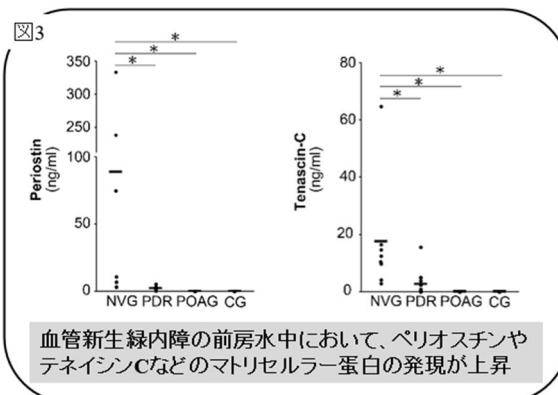 図3
*
*
*
350
300
250
100
50
0
Periostin
(ng/ml)
NVG PDR POAG CG
*
*
*
80
60
40
20
0
Tenascin-C
(ng/ml)
NVG PDR POAG CG
血管新生緑内障の前房水中において、ペリオスチンや
テネイシンCなどのマトリセルラー蛋白の発現が上昇